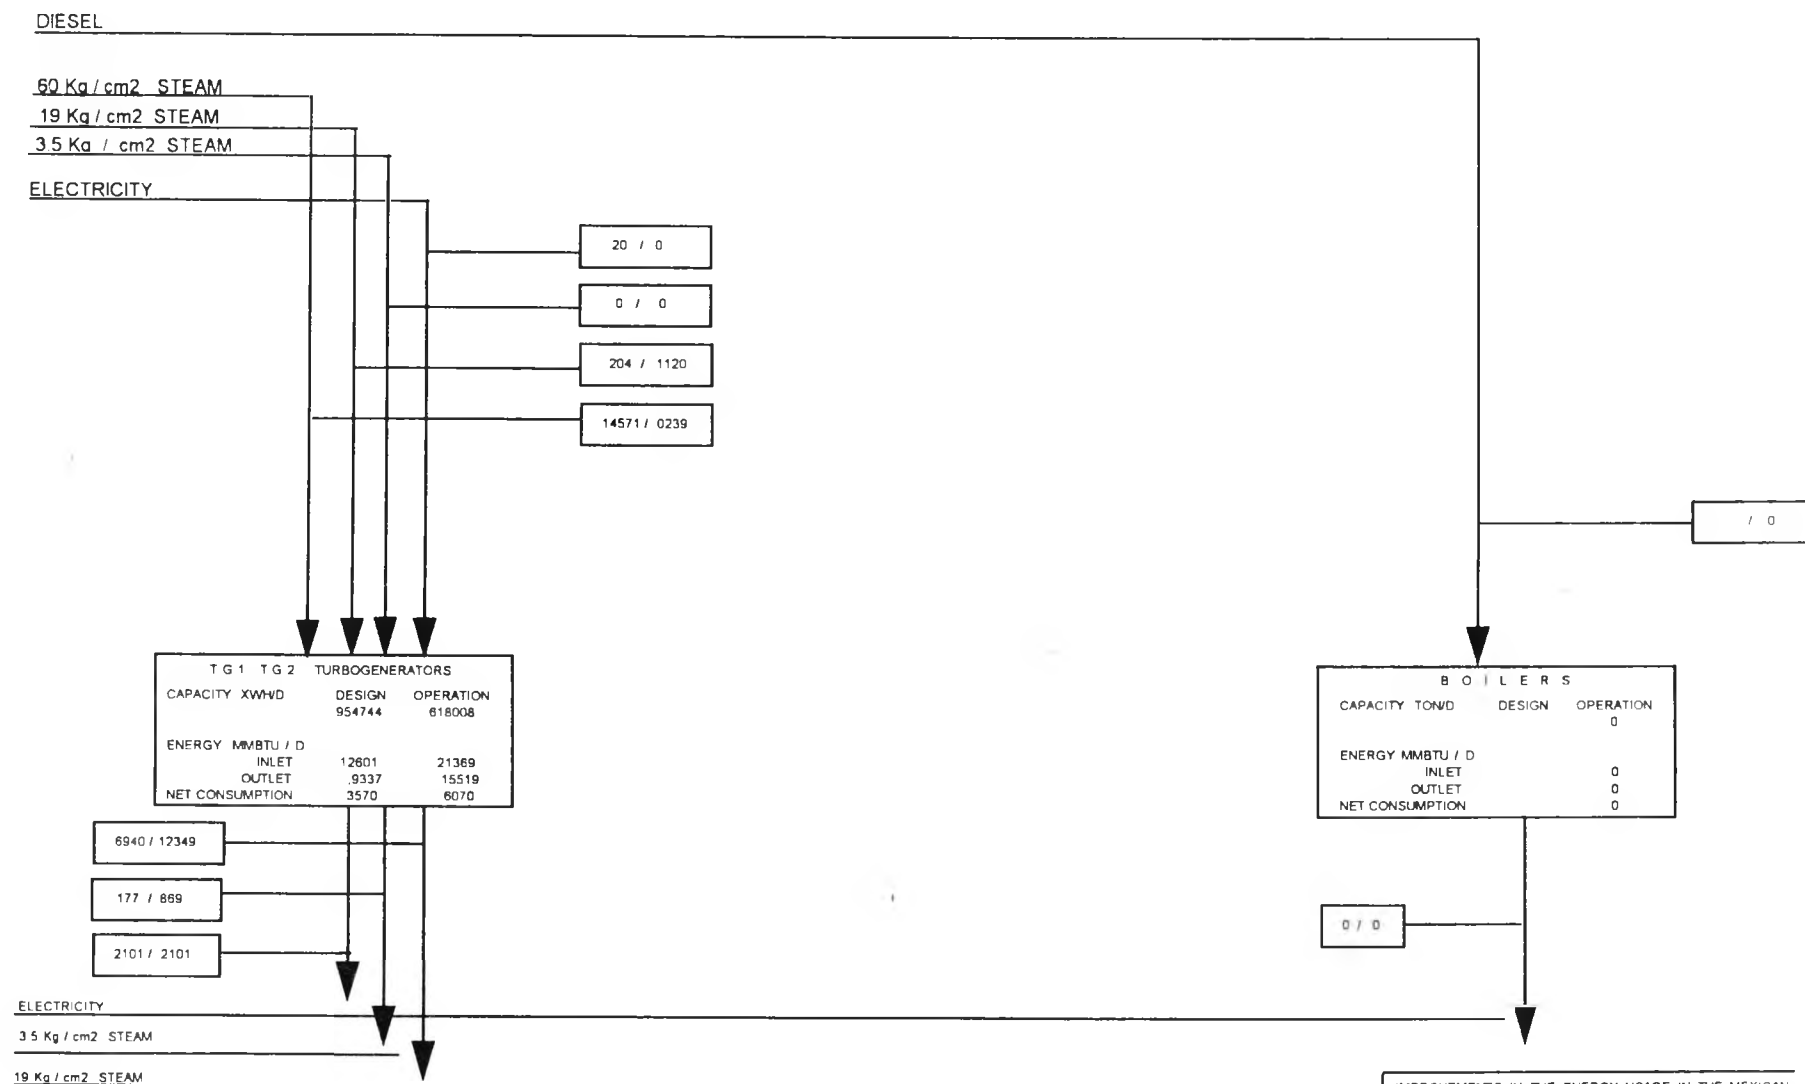 DIESEL
60 Kg / cm2 STEAM
19 Kg / cm2 STEAM
3.5 Kg / cm2 STEAM
ELECTRICITY
20 / 0
0 / 0
204 / 1120
14571 / 0239
/ 0
TG1 TG2 TURBOGENERATORS
CAPACITY XWH/D DESIGN OPERATION
954744 618008
ENERGY MMBTU / D
INLET 12601 21369
OUTLET .9337 15519
NET CONSUMPTION 3570 6070
BOILERS
CAPACITY TON/D DESIGN OPERATION
0
ENERGY MMBTU / D
INLET 0
OUTLET 0
NET CONSUMPTION 0
6940 / 12349
177 / 869
2101 / 2101
0 / 0
ELECTRICITY
3.5 Kg / cm2 STEAM
19 Kg / cm2 STEAM